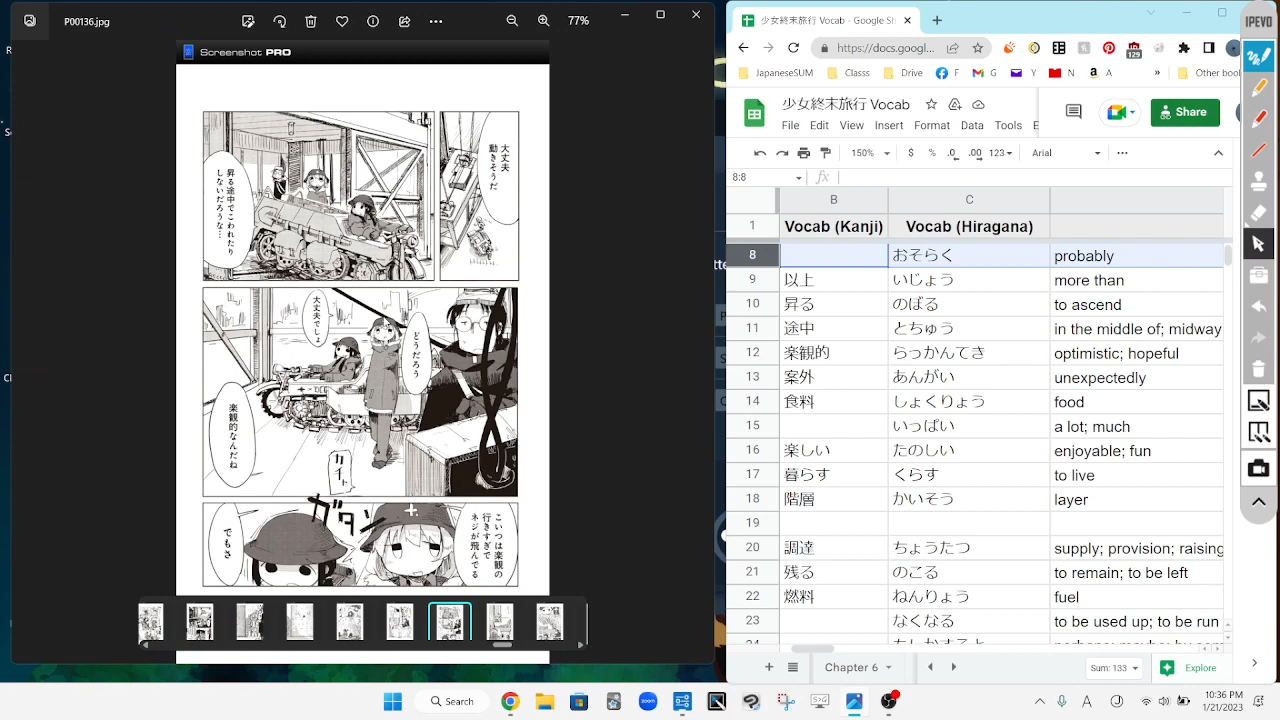 P00136.jpg
77%
Screenshot PRO
大丈夫
動きそうだ
昇る途中でこわれたり
しないだろうな…
どうだろう
大丈夫でしょ
楽観的なんだね
カチャ
ガタン
こいつは楽観の
行きすぎで
ネジが飛んでる
でもさ
少女終末旅行 Vocab - Google Sh
https://docs.googl...
129
JapaneseSUM
Classx
Drive
F
G
Y
N
A
»
Other bool
少女終末旅行 Vocab
File Edit View Insert Format Data Tools E
Share
150%
$ % .0 .00 123
Arial
8:8
fx
B C
1 Vocab (Kanji) Vocab (Hiragana)
8 おそらく probably
9 以上 いじょう more than
10 昇る のぼる to ascend
11 途中 とちゅう in the middle of; midway
12 楽観的 らっかんてき optimistic; hopeful
13 案外 あんがい unexpectedly
14 食料 しょくりょう food
15 いっぱい a lot; much
16 楽しい たのしい enjoyable; fun
17 暮らす くらす to live
18 階層 かいそう layer
19
20 調達 ちょうたつ supply; provision; raising
21 残る のこる to remain; to be left
22 燃料 ねんりょう fuel
23 なくなる to be used up; to be run
24
Chapter 6
Sum: 133
Explore
IPEVO
Search
zoom
A
10:36 PM
1/21/2023